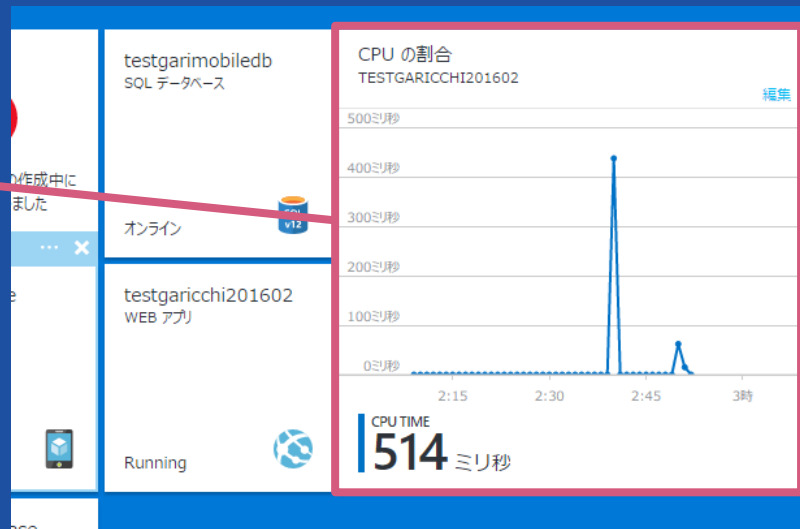 の作成中に
ました
...
testgarimobiledb
SQL データベース
SQL
v12
オンライン
testgaricchi201602
WEB アプリ
Running
CPU の割合
TESTGARICCHI201602
編集
500ミリ秒
400ミリ秒
300ミリ秒
200ミリ秒
100ミリ秒
0ミリ秒
2:15 2:30 2:45 3時
CPU TIME
514 ミリ秒